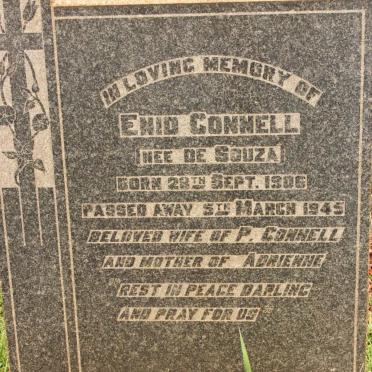 IN LOVING MEMORY OF
ENID CONNELL
NEE DE SOUZA
BORN 29TH SEPT. 1906
PASSED AWAY 5TH MARCH 1945
BELOVED WIFE OF P. CONNELL
AND MOTHER OF ADRIENNE
"REST IN PEACE DARLING
AND PRAY FOR US"